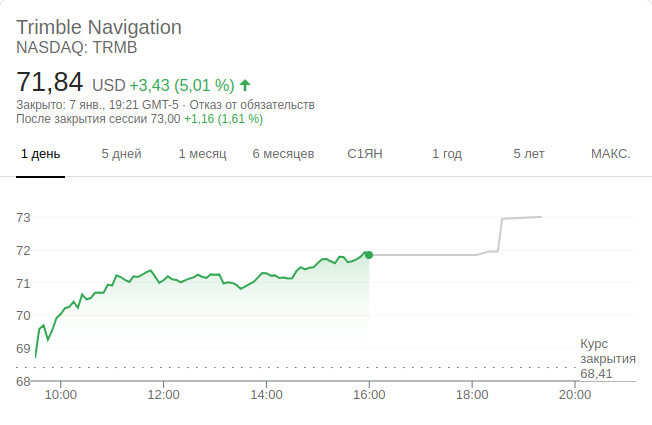 Trimble Navigation
NASDAQ: TRMB
71,84 USD +3,43 (5,01 %)
Закрыто: 7 янв., 19:21 GMT-5 · Отказ от обязательств
После закрытия сессии 73,00 +1,16 (1,61 %)
1 день 5 дней 1 месяц 6 месяцев С1ЯН 1 год 5 лет МАКС.
73
72
71
70
69
68
Курс
закрытия
68,41
10:00 12:00 14:00 16:00 18:00 20:00